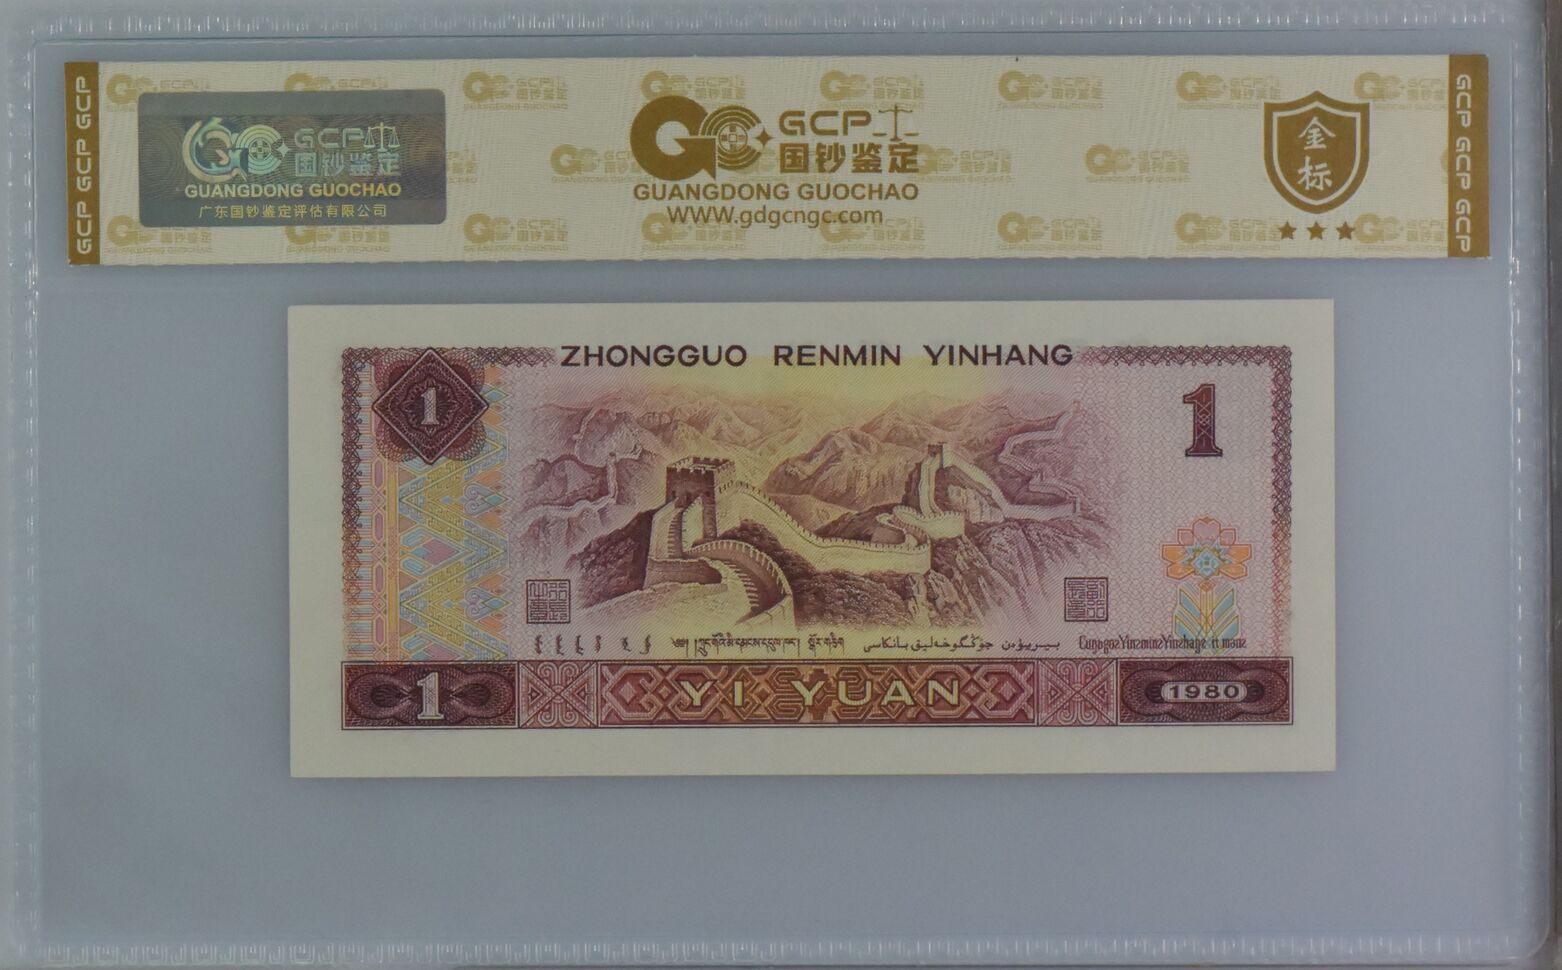 GCP GCP GCP
GCP
国钞鉴定
GUANGDONG GUOCHAO
广东国钞鉴定评估有限公司
GCP
国钞鉴定
GUANGDONG GUOCHAO
WWW.gdgcngc.com
金标
GCP GCP GCP
ZHONGGUO RENMIN YINHANG
1
1
1
YI YUAN
1980